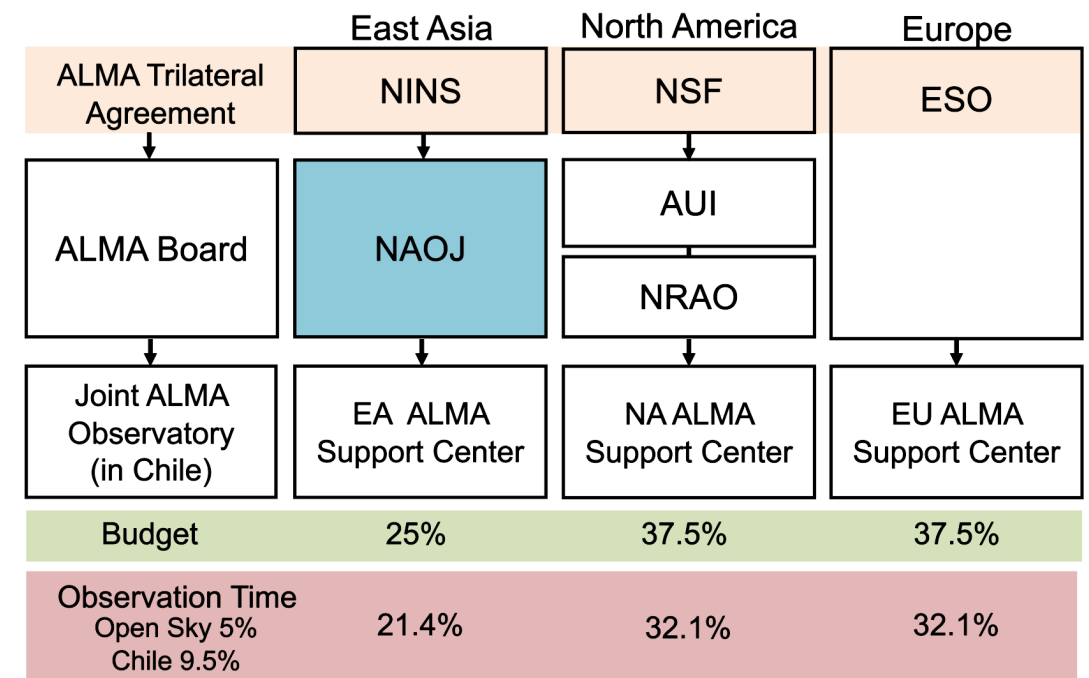 East Asia
North America
Europe
ALMA Trilateral
Agreement
NINS
NSF
ESO
ALMA Board
NAOJ
AUI
NRAO
Joint ALMA
Observatory
(in Chile)
EA ALMA
Support Center
NA ALMA
Support Center
EU ALMA
Support Center
Budget
25%
37.5%
37.5%
Observation Time
Open Sky 5%
Chile 9.5%
21.4%
32.1%
32.1%